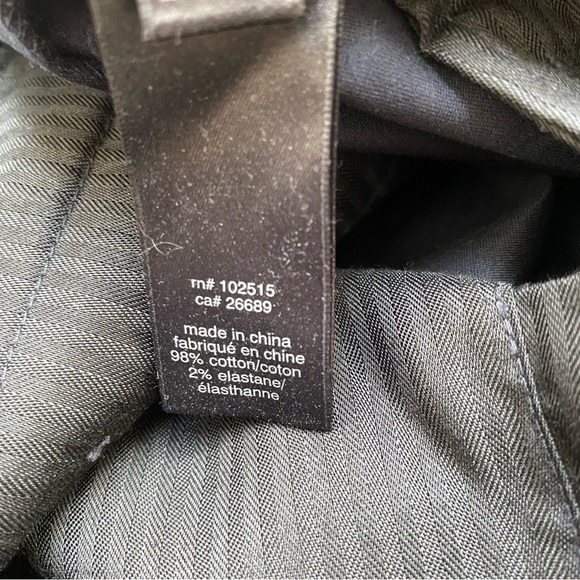 rn# 102515
ca# 26689
made in china
fabriqué en chine
98% cotton/coton
2% elastane/
élasthanne